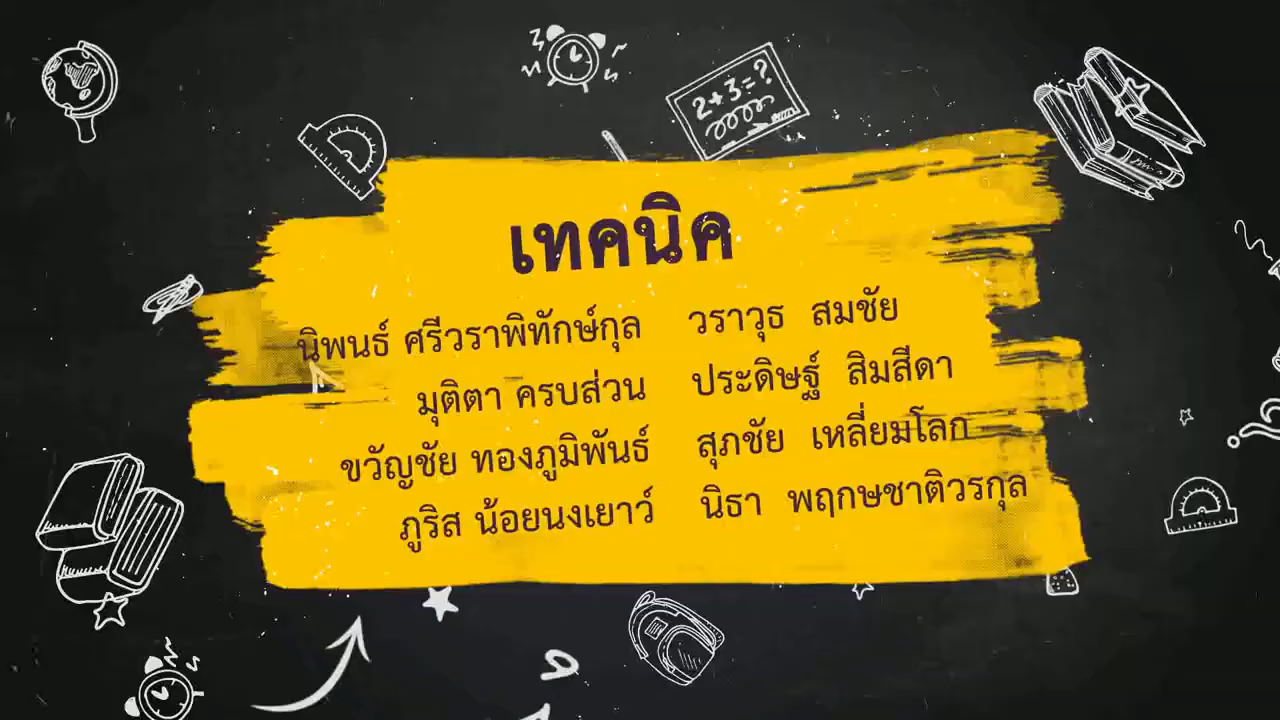 2+3=?
เทคนิค
นิพนธ์ ศรีวราพิทักษ์กุล วราวุธ สมชัย
มุติตา ครบส่วน ประดิษฐ์ สิมสีดา
ขวัญชัย ทองภูมิพันธ์ สุภชัย เหลี่ยมโลก
ภูริส น้อยนงเยาว์ นิธา พฤกษชาติวรกุล